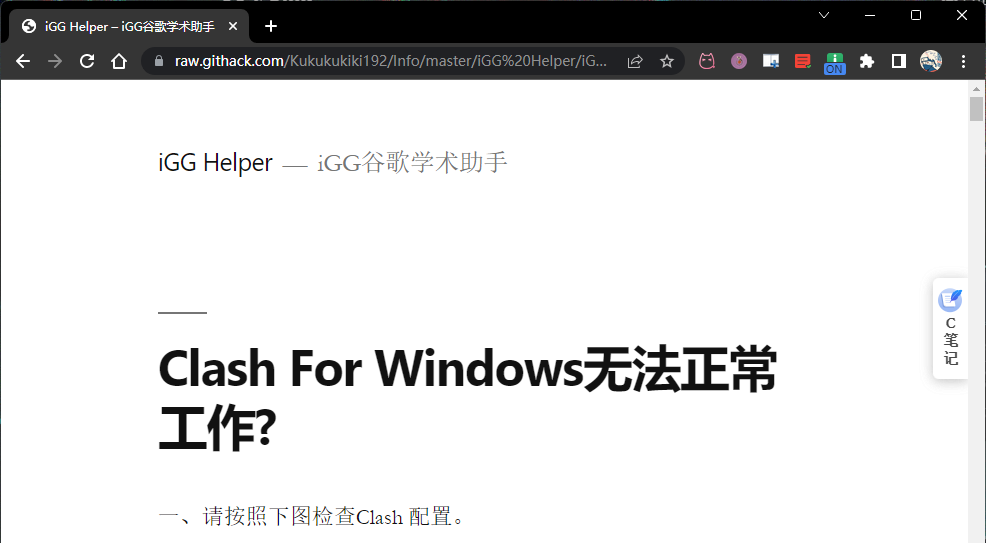 iGG Helper – iGG谷歌学术助手
raw.githack.com/Kukukukiki192/Info/master/iGG%20Helper/iG...
ON
iGG Helper — iGG谷歌学术助手
C
笔
记
Clash For Windows无法正常
工作?
一、请按照下图检查Clash 配置。